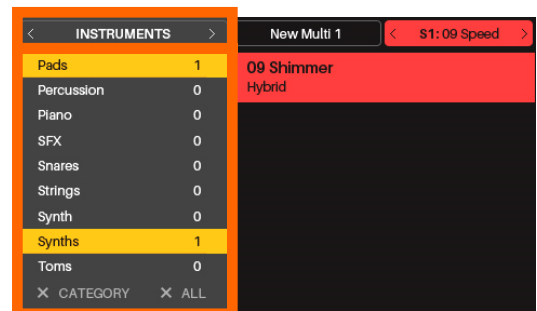 < INSTRUMENTS >
Pads 1
Percussion 0
Piano 0
SFX 0
Snares 0
Strings 0
Synth 0
Synths 1
Toms 0
× CATEGORY × ALL
New Multi 1
< S1: 09 Speed >
09 Shimmer
Hybrid